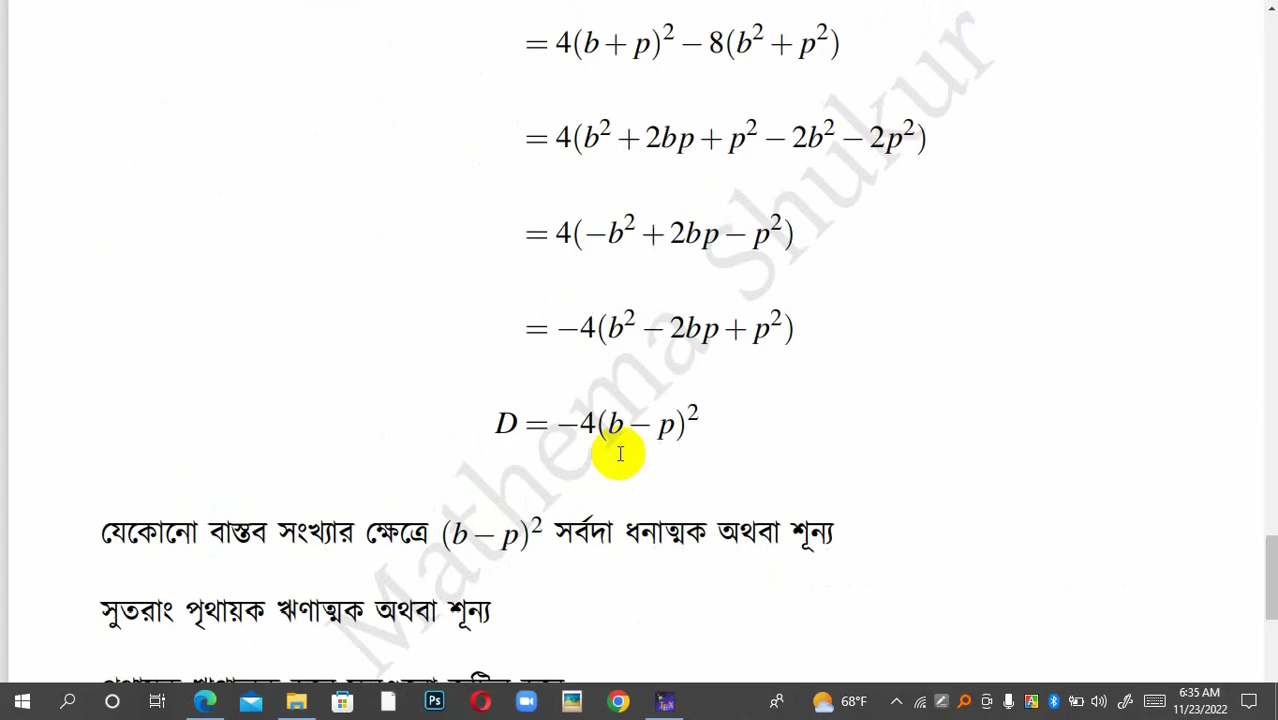 = 4(b + p)² − 8(b² + p²)
= 4(b² + 2bp + p² − 2b² − 2p²)
= 4(−b² + 2bp − p²)
= −4(b² − 2bp + p²)
D = −4(b − p)²
যেকোনো বাস্তব সংখ্যার ক্ষেত্রে (b − p)² সর্বদা ধনাত্মক অথবা শূন্য
সুতরাং পৃথায়ক ঋণাত্মক অথবা শূন্য
Mathema Shukur
68°F
6:35 AM
11/23/2022